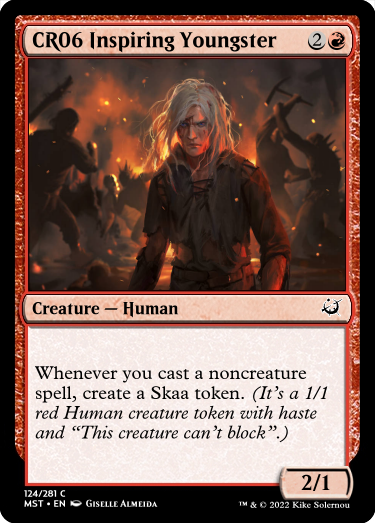 CR06 Inspiring Youngster 2
Creature — Human
Whenever you cast a noncreature
spell, create a Skaa token. (It's a 1/1
red Human creature token with haste
and “This creature can't block”.)
2/1
124/281 C
MST • EN Giselle Almeida
™ & © 2022 Kike Solernou